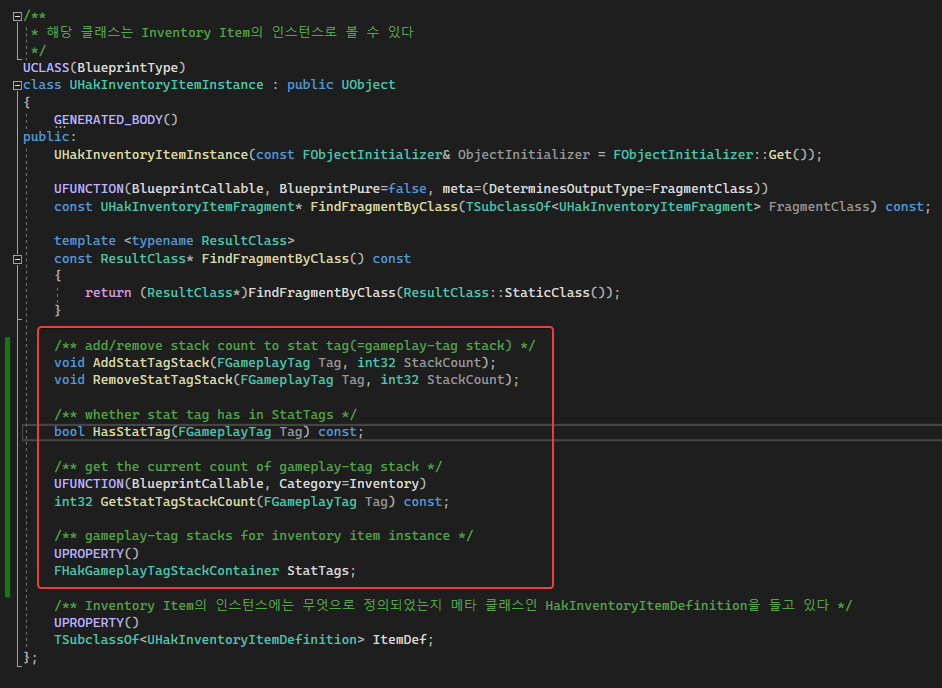 /**
 * 해당 클래스는 Inventory Item의 인스턴스로 볼 수 있다
 */
UCLASS(BlueprintType)
class UHakInventoryItemInstance : public UObject
{
    GENERATED_BODY()
public:
    UHakInventoryItemInstance(const FObjectInitializer& ObjectInitializer = FObjectInitializer::Get());

    UFUNCTION(BlueprintCallable, BlueprintPure=false, meta=(DeterminesOutputType=FragmentClass))
    const UHakInventoryItemFragment* FindFragmentByClass(TSubclassOf<UHakInventoryItemFragment> FragmentClass) const;

    template <typename ResultClass>
    const ResultClass* FindFragmentByClass() const
    {
        return (ResultClass*)FindFragmentByClass(ResultClass::StaticClass());
    }

    /** add/remove stack count to stat tag(=gameplay-tag stack) */
    void AddStatTagStack(FGameplayTag Tag, int32 StackCount);
    void RemoveStatTagStack(FGameplayTag Tag, int32 StackCount);

    /** whether stat tag has in StatTags */
    bool HasStatTag(FGameplayTag Tag) const;

    /** get the current count of gameplay-tag stack */
    UFUNCTION(BlueprintCallable, Category=Inventory)
    int32 GetStatTagStackCount(FGameplayTag Tag) const;

    /** gameplay-tag stacks for inventory item instance */
    UPROPERTY()
    FHakGameplayTagStackContainer StatTags;

    /** Inventory Item의 인스턴스에는 무엇으로 정의되었는지 메타 클래스인 HakInventoryItemDefinition을 들고 있다 */
    UPROPERTY()
    TSubclassOf<UHakInventoryItemDefinition> ItemDef;
};